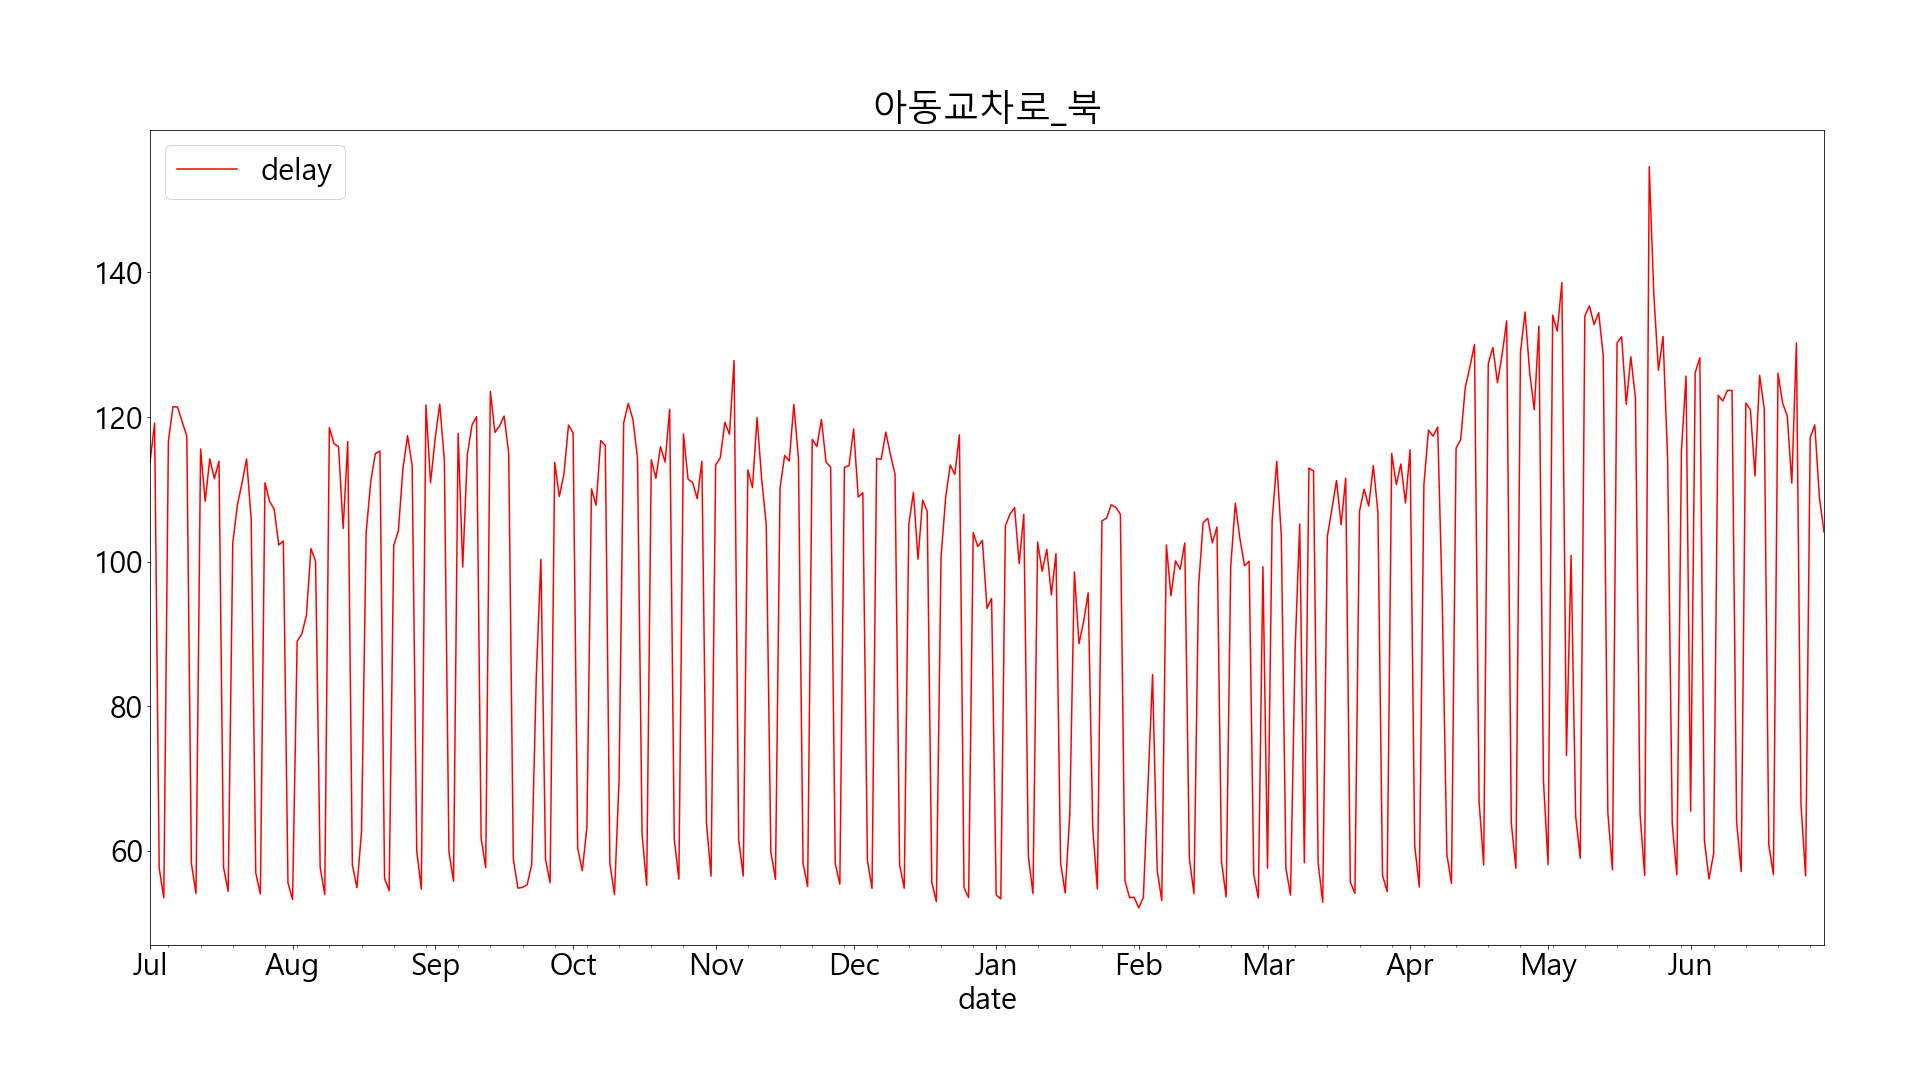 아동교차로_북
delay
140
120
100
80
60
Jul Aug Sep Oct Nov Dec Jan Feb Mar Apr May Jun
date